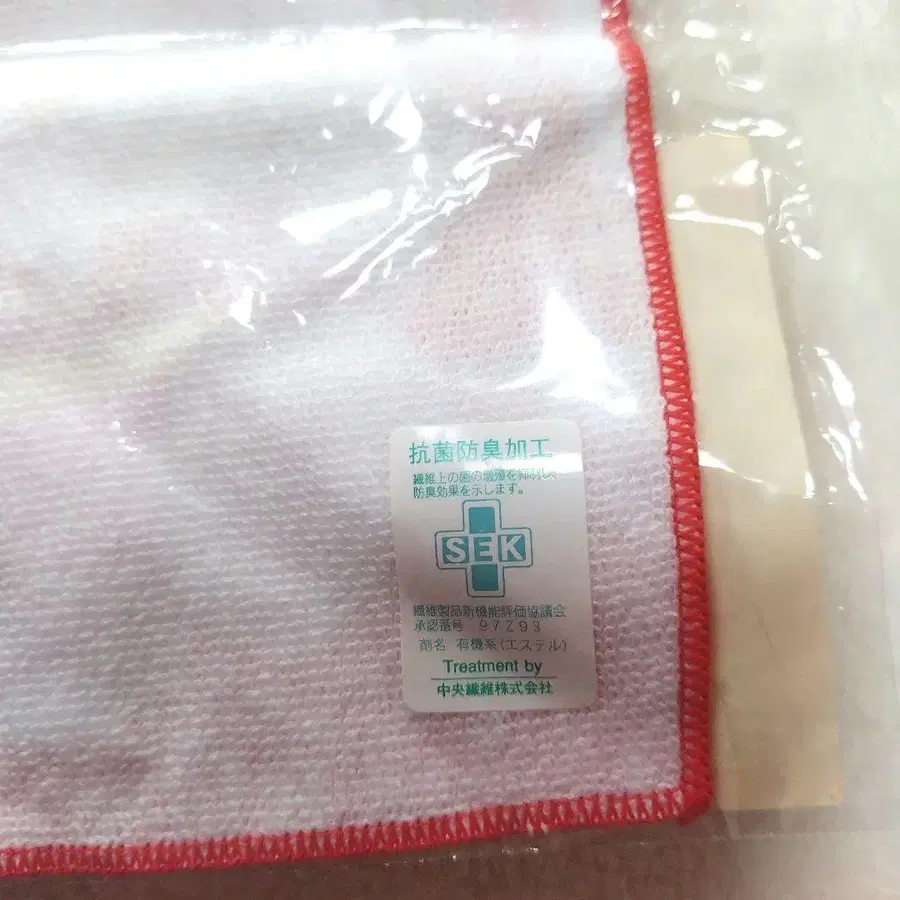 抗菌防臭加工
繊維上の菌の増殖を抑制し、
防臭効果を示します。
SEK
繊維製品新機能評価協議会
承認番号 97Z93
剤名 有機系(エステル)
Treatment by
中央繊維株式会社